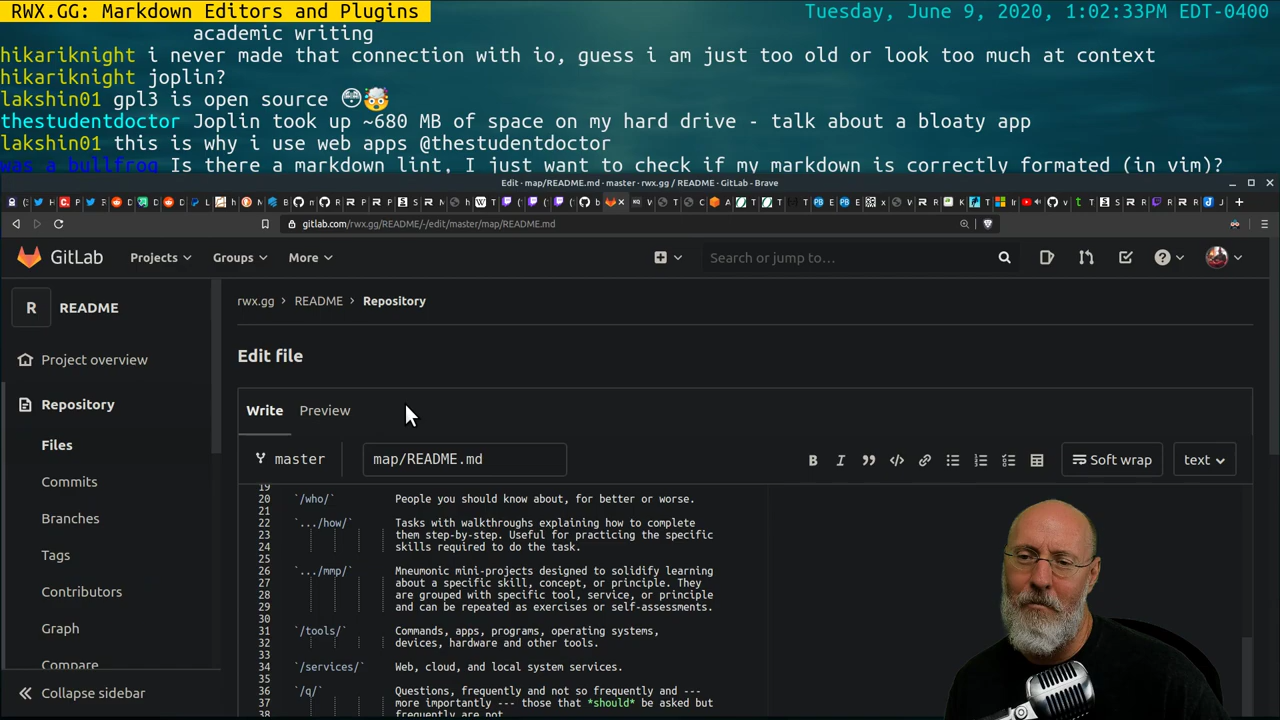 RWX.GG: Markdown Editors and Plugins
Tuesday, June 9, 2020, 1:02:33PM EDT-0400
academic writing
hikariknight i never made that connection with io, guess i am just too old or look too much at context
hikariknight joplin?
lakshin01 gpl3 is open source 😳🤯
thestudentdoctor Joplin took up ~680 MB of space on my hard drive - talk about a bloaty app
lakshin01 this is why i use web apps @thestudentdoctor
was_a_bullfrog Is there a markdown lint, I just want to check if my markdown is correctly formated (in vim)?
Edit · map/README.md · master · rwx.gg / README · GitLab - Brave
gitlab.com/rwx.gg/README/-/edit/master/map/README.md
GitLab
Projects
Groups
More
Search or jump to...
R
README
rwx.gg > README > Repository
Project overview
Edit file
Repository
Write
Preview
Files
master
map/README.md
Soft wrap
text
Commits
Branches
Tags
Contributors
Graph
Compare
Collapse sidebar
19
20 `/who/` People you should know about, for better or worse.
21
22 `.../how/` Tasks with walkthroughs explaining how to complete
23 them step-by-step. Useful for practicing the specific
24 skills required to do the task.
25
26 `.../mmp/` Mneumonic mini-projects designed to solidify learning
27 about a specific skill, concept, or principle. They
28 are grouped with specific tool, service, or principle
29 and can be repeated as exercises or self-assessments.
30
31 `/tools/` Commands, apps, programs, operating systems,
32 devices, hardware and other tools.
33
34 `/services/` Web, cloud, and local system services.
35
36 `/q/` Questions, frequently and not so frequently and ---
37 more importantly --- those that *should* be asked but
38 frequently are not.